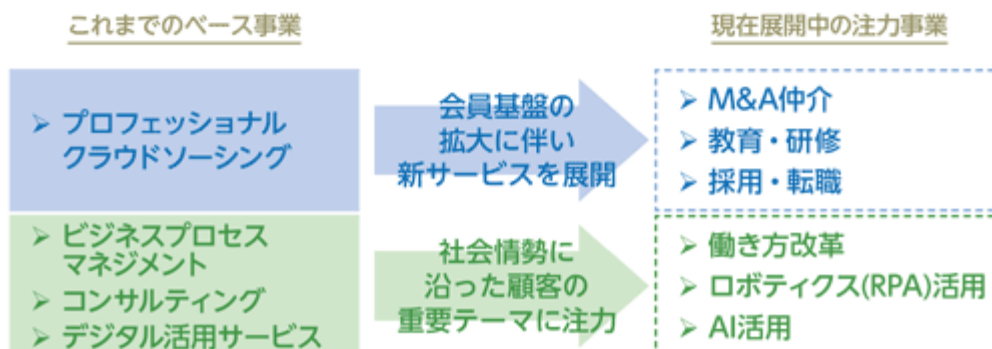 これまでのベース事業
現在展開中の注力事業
➢ プロフェッショナル
クラウドソーシング
会員基盤の
拡大に伴い
新サービスを展開
➢ M&A仲介
➢ 教育・研修
➢ 採用・転職
➢ ビジネスプロセス
マネジメント
➢ コンサルティング
➢ デジタル活用サービス
社会情勢に
沿った顧客の
重要テーマに注力
➢ 働き方改革
➢ ロボティクス(RPA)活用
➢ AI活用